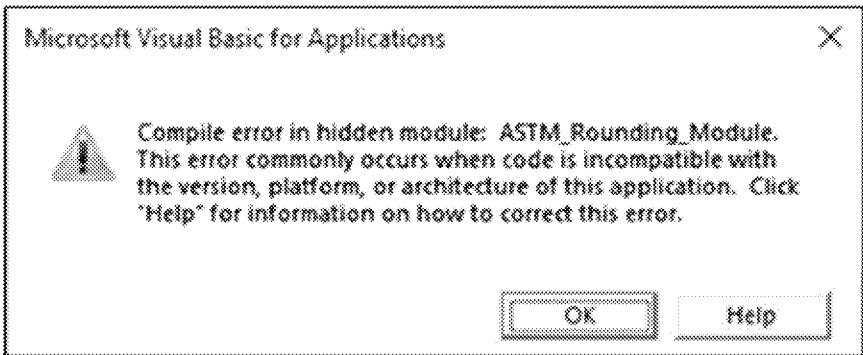 Microsoft Visual Basic for Applications
Compile error in hidden module: ASTM_Rounding_Module.
This error commonly occurs when code is incompatible with
the version, platform, or architecture of this application. Click
"Help" for information on how to correct this error.
OK Help